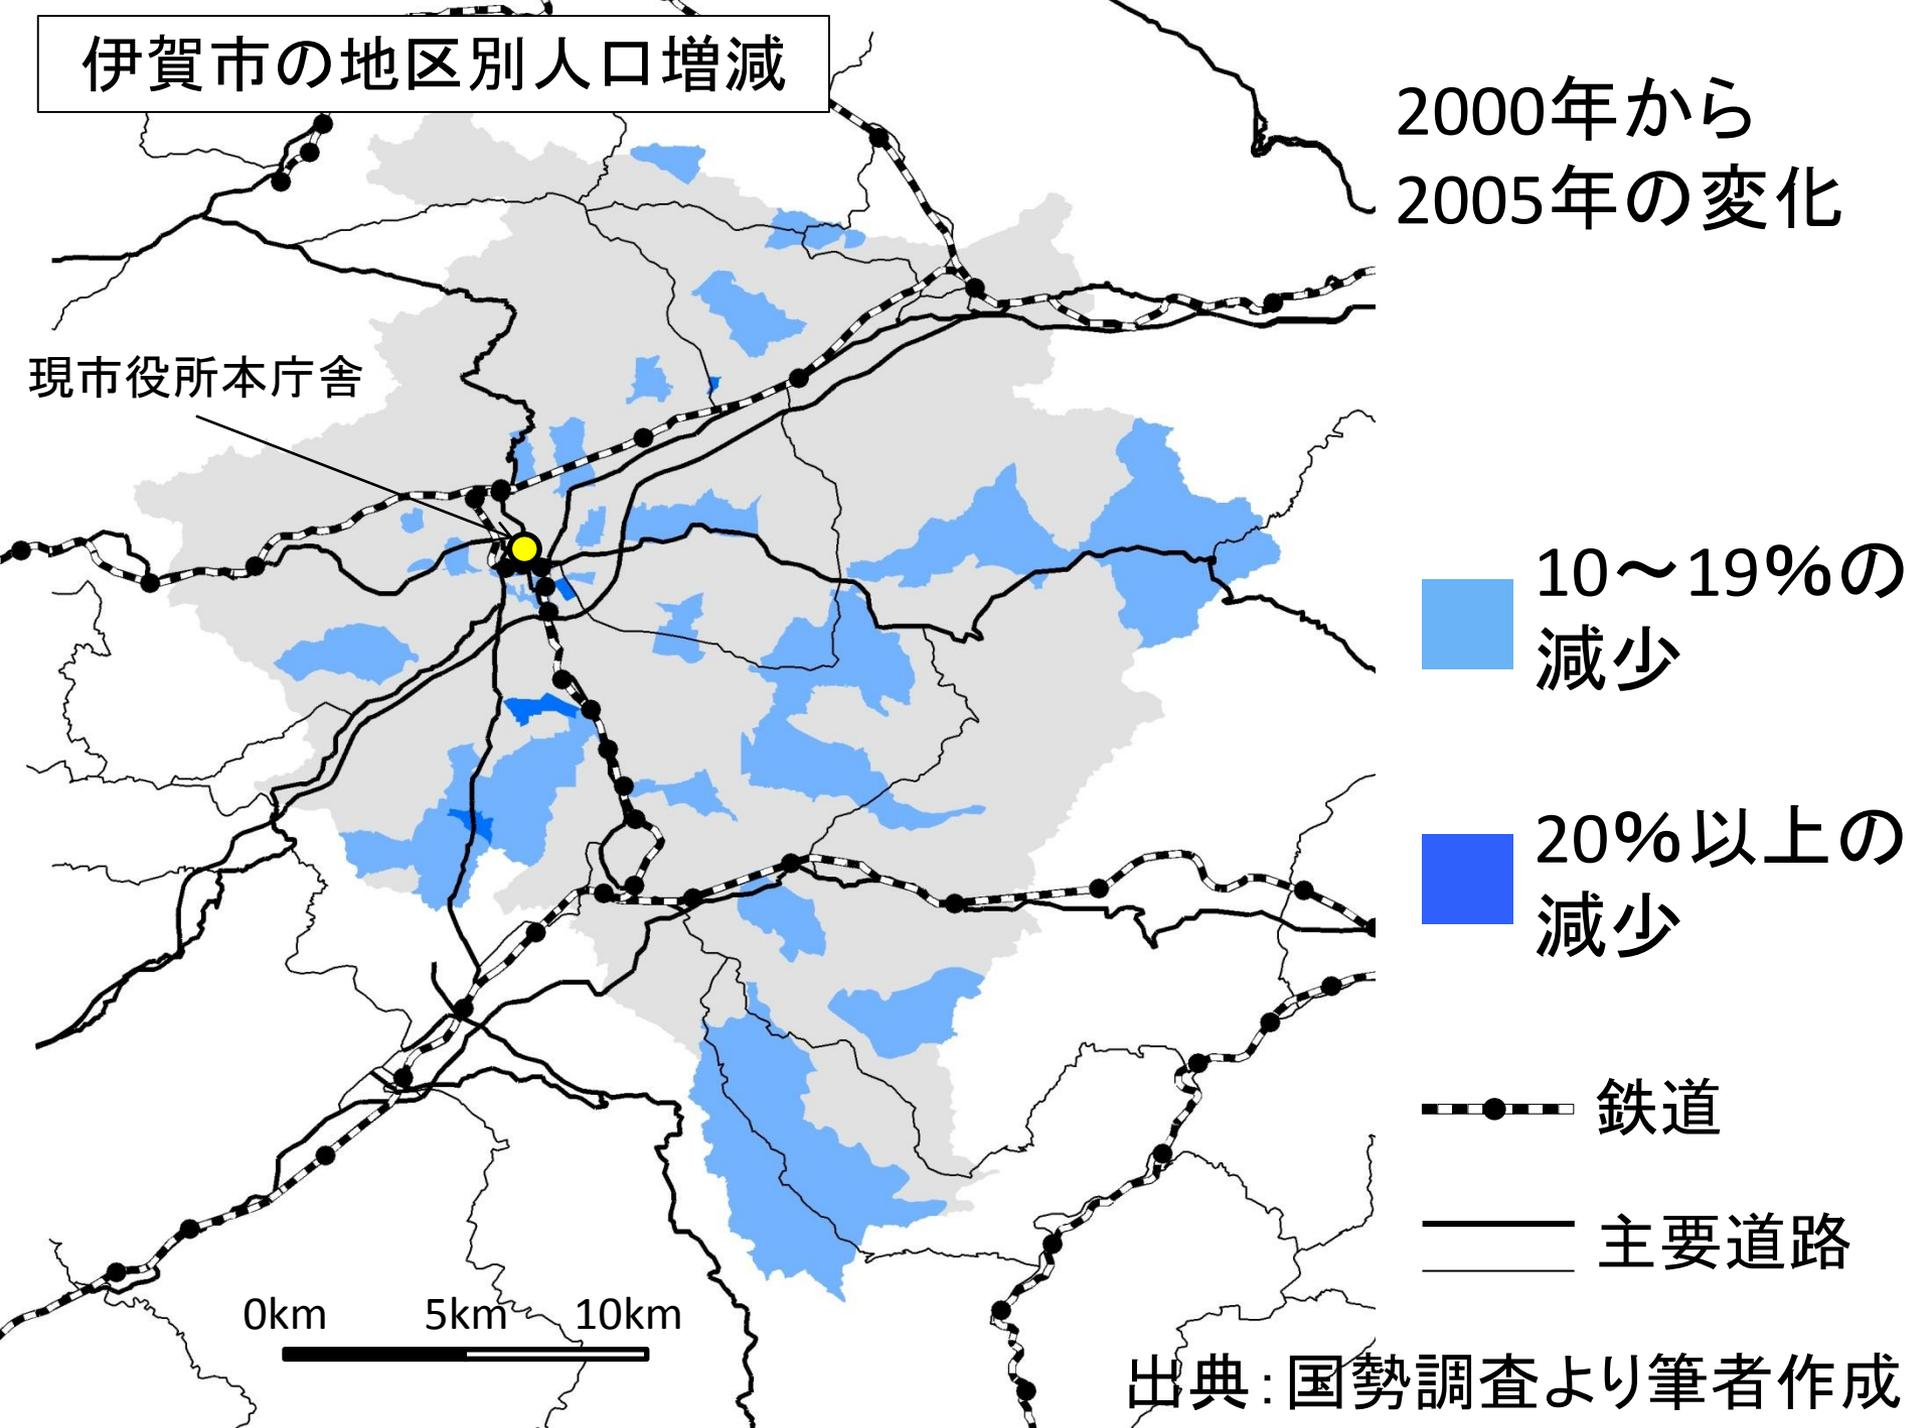 伊賀市の地区別人口増減
2000年から
2005年の変化
現市役所本庁舎
10～19％の
減少
20％以上の
減少
鉄道
主要道路
0km 5km 10km
出典：国勢調査より筆者作成